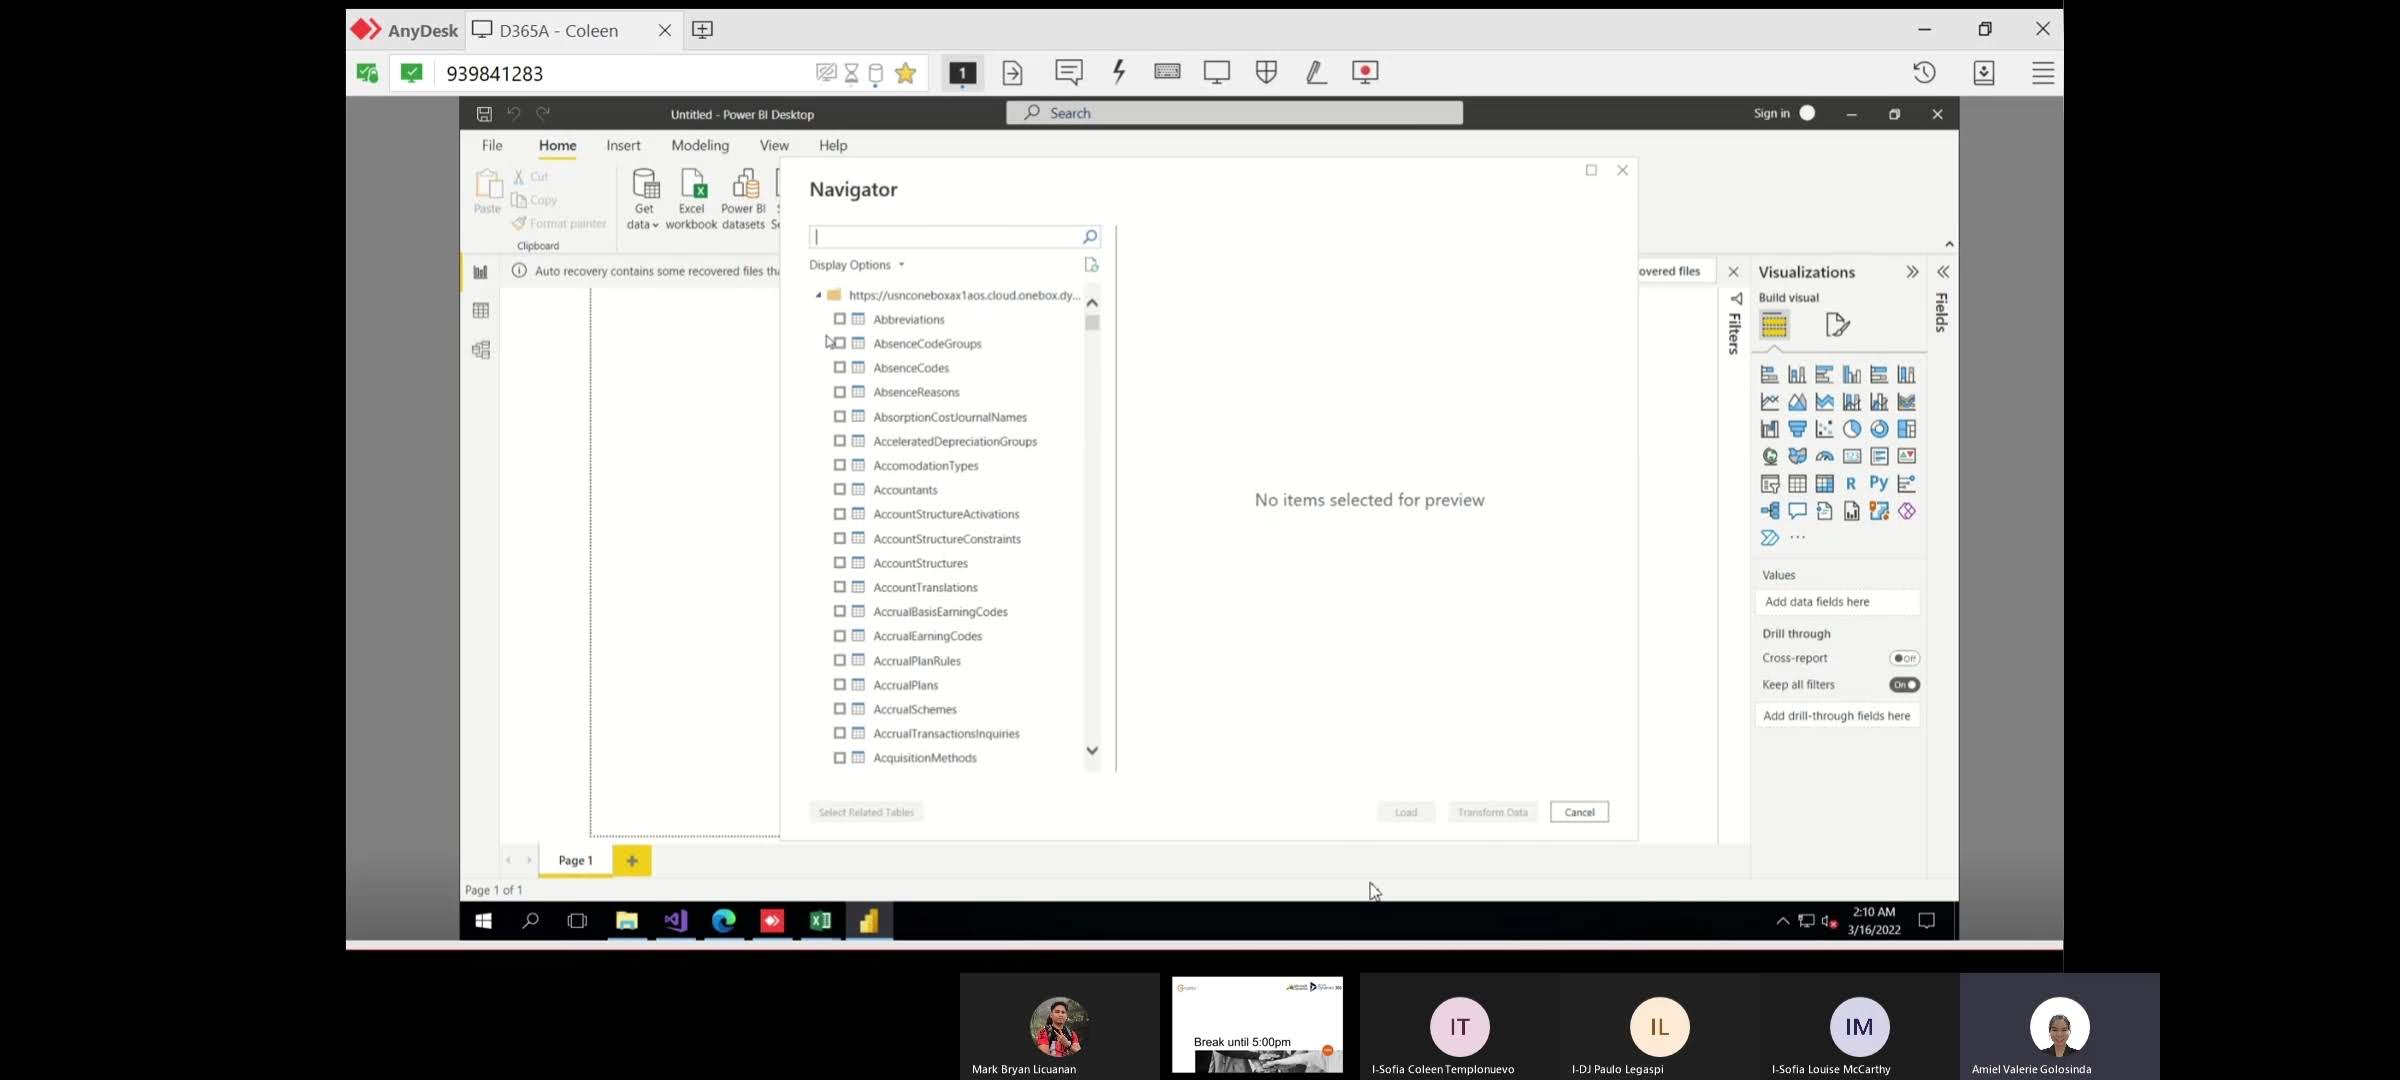 AnyDesk
D365A - Coleen
939841283
1
Untitled - Power BI Desktop
Search
Sign in
File
Home
Insert
Modeling
View
Help
Paste
Cut
Copy
Format painter
Clipboard
Get
data
Excel
workbook
Power BI
datasets
Auto recovery contains some recovered files tha
overed files
Navigator
Display Options
https://usnconeboxax1aos.cloud.onebox.dy...
Abbreviations
AbsenceCodeGroups
AbsenceCodes
AbsenceReasons
AbsorptionCostJournalNames
AcceleratedDepreciationGroups
AccomodationTypes
Accountants
AccountStructureActivations
AccountStructureConstraints
AccountStructures
AccountTranslations
AccrualBasisEarningCodes
AccrualEarningCodes
AccrualPlanRules
AccrualPlans
AccrualSchemes
AccrualTransactionsInquiries
AcquisitionMethods
No items selected for preview
Select Related Tables
Load
Transform Data
Cancel
Filters
Visualizations
Build visual
R
Py
123
...
Values
Add data fields here
Drill through
Cross-report
Off
Keep all filters
On
Add drill-through fields here
Fields
Page 1
Page 1 of 1
2:10 AM
3/16/2022
Mark Bryan Licuanan
Break until 5:00pm
IT
I-Sofia Coleen Templonuevo
IL
I-DJ Paulo Legaspi
IM
I-Sofia Louise McCarthy
Amiel Valerie Golosinda